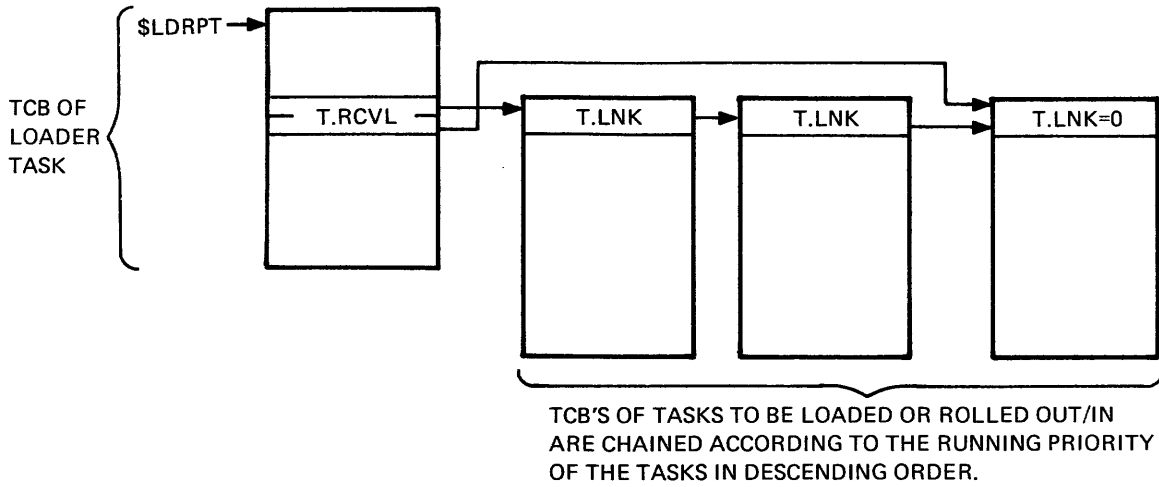 $LDRPT
TCB OF
LOADER
TASK
T.RCVL
T.LNK
T.LNK
T.LNK=0
TCB'S OF TASKS TO BE LOADED OR ROLLED OUT/IN
ARE CHAINED ACCORDING TO THE RUNNING PRIORITY
OF THE TASKS IN DESCENDING ORDER.